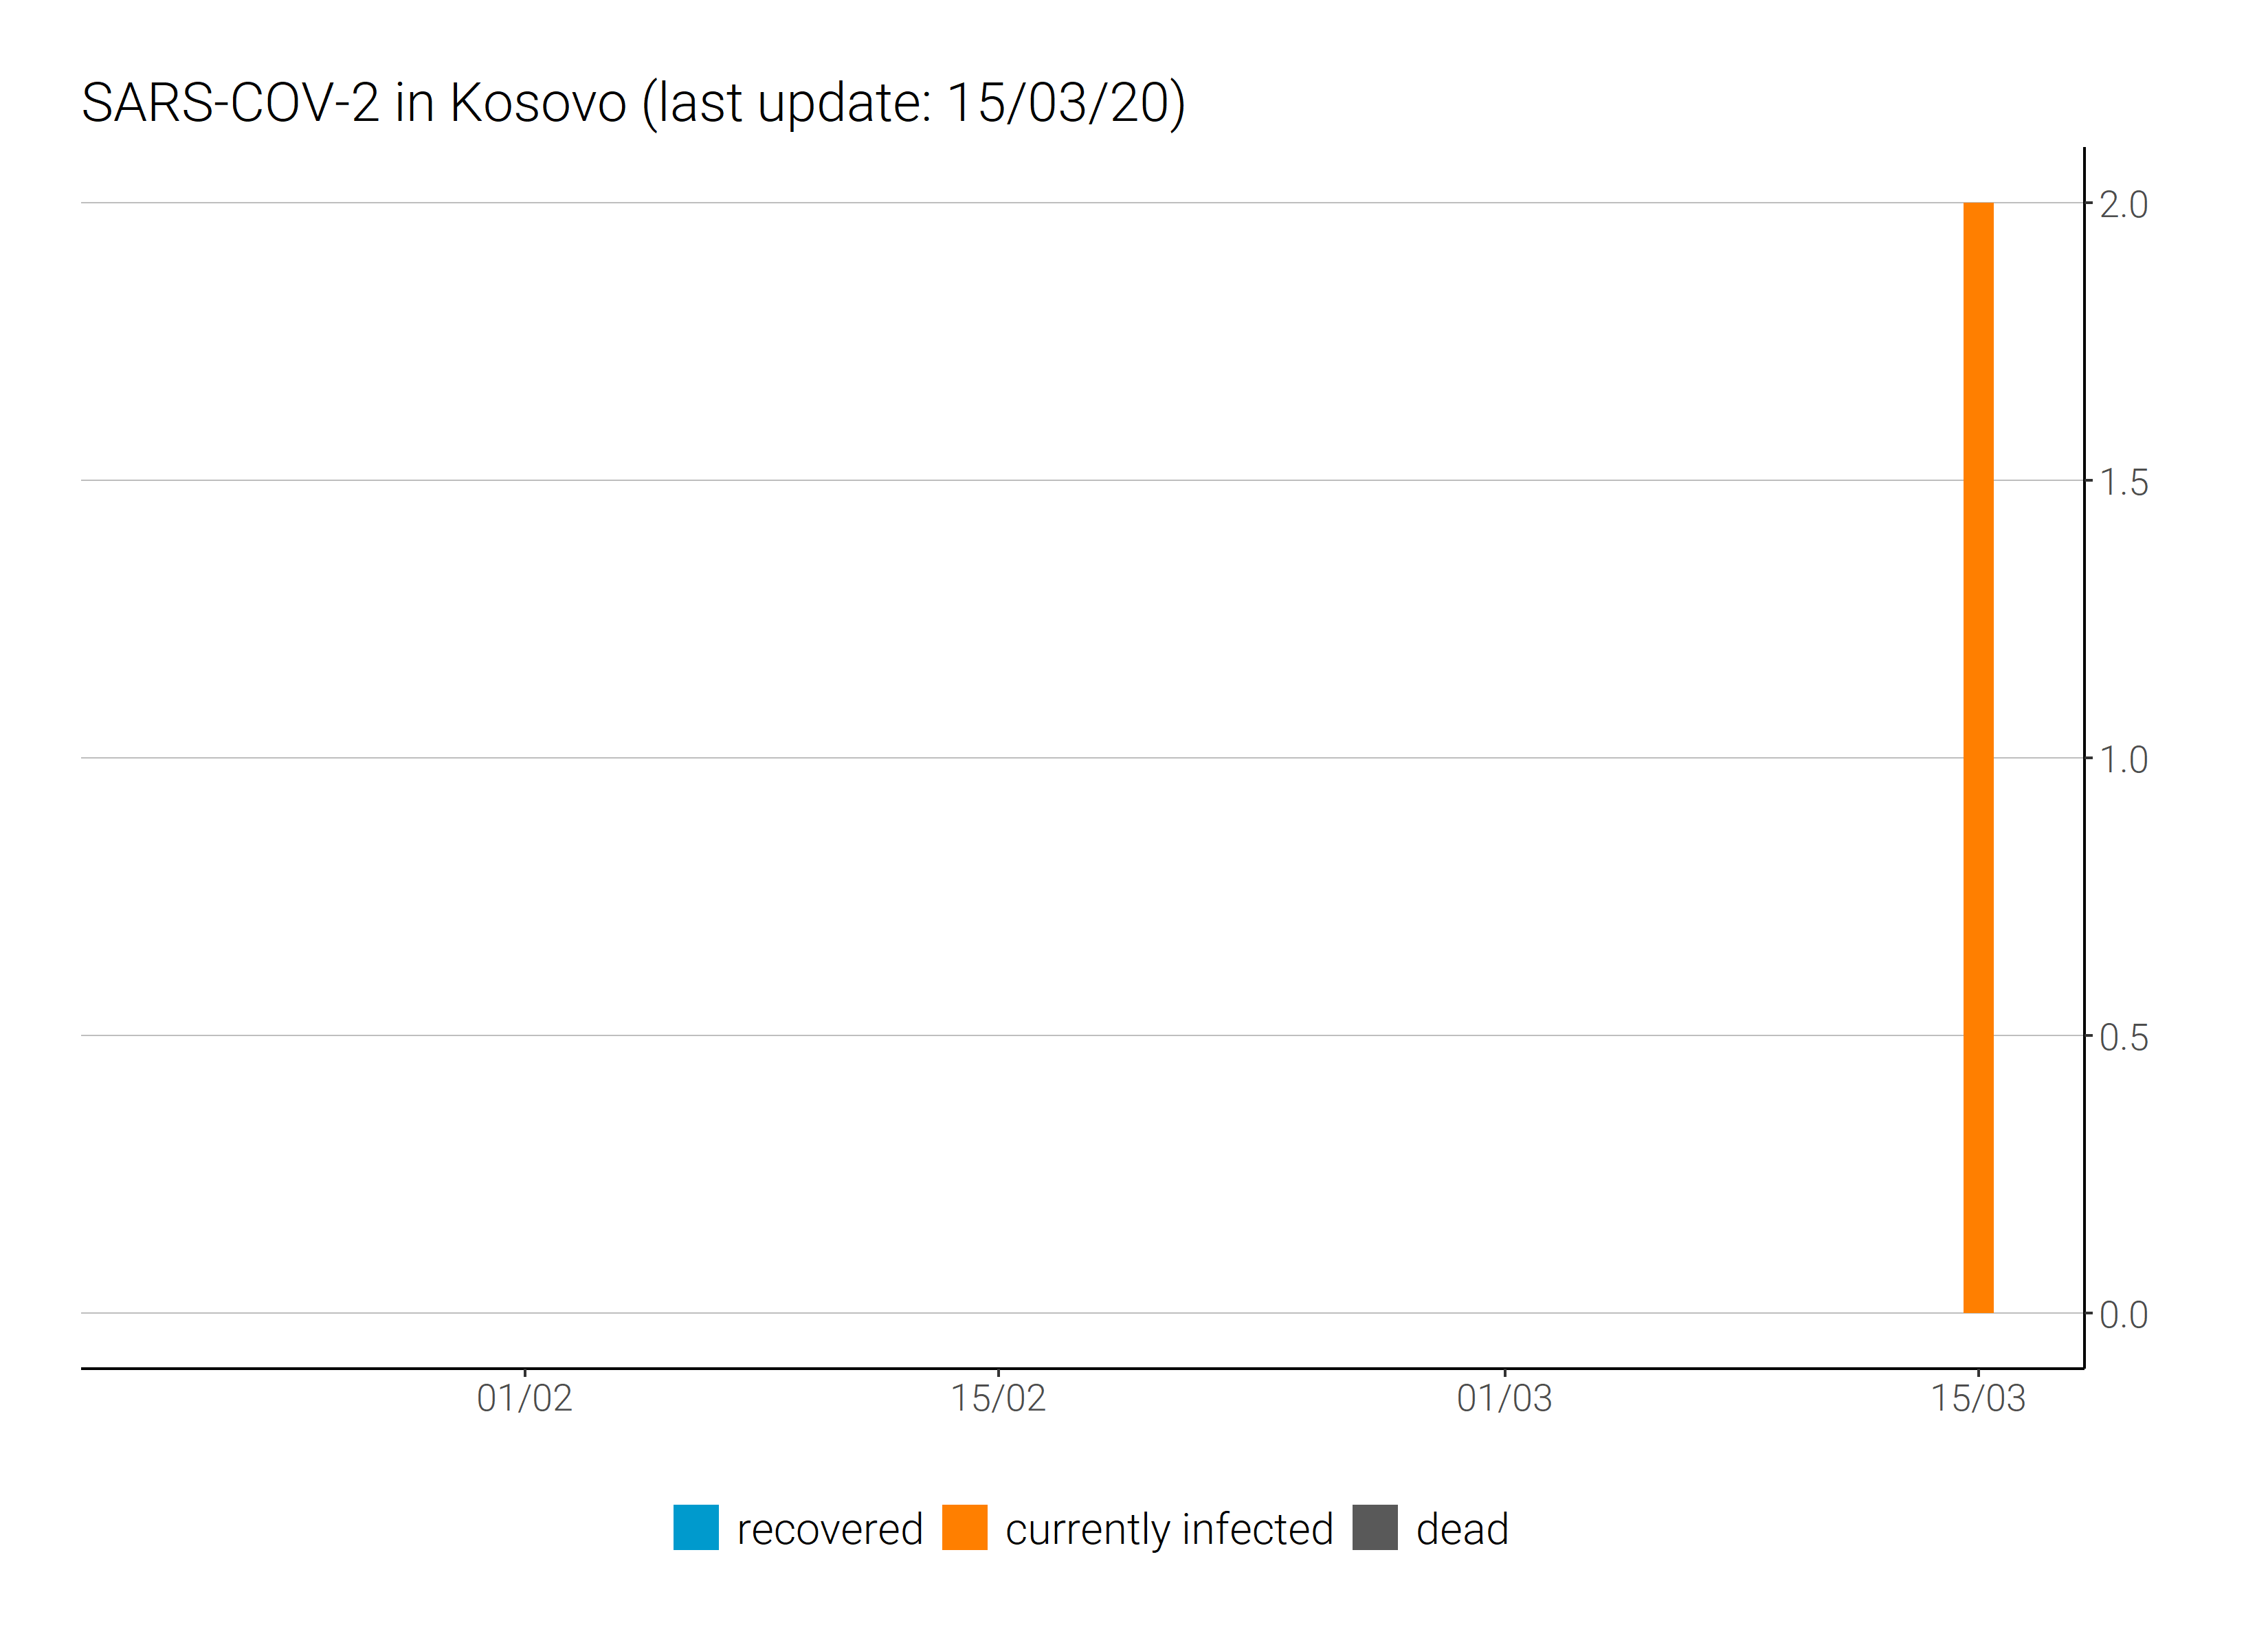 SARS-COV-2 in Kosovo (last update: 15/03/20)
2.0
1.5
1.0
0.5
0.0
01/02 15/02 01/03 15/03
recovered currently infected dead